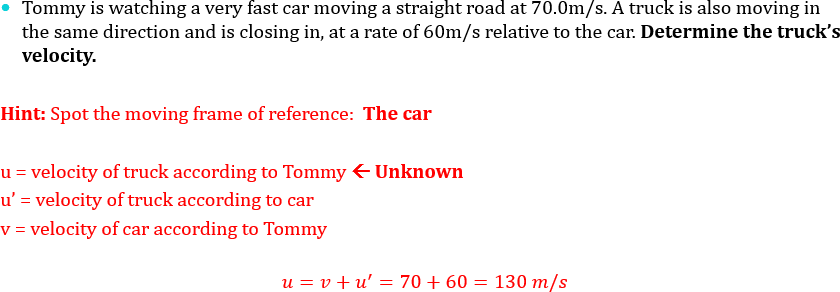 • Tommy is watching a very fast car moving a straight road at 70.0m/s. A truck is also moving in
the same direction and is closing in, at a rate of 60m/s relative to the car. Determine the truck's
velocity.
Hint: Spot the moving frame of reference: The car
u = velocity of truck according to Tommy ← Unknown
u' = velocity of truck according to car
v = velocity of car according to Tommy
u = v + u' = 70 + 60 = 130 m/s